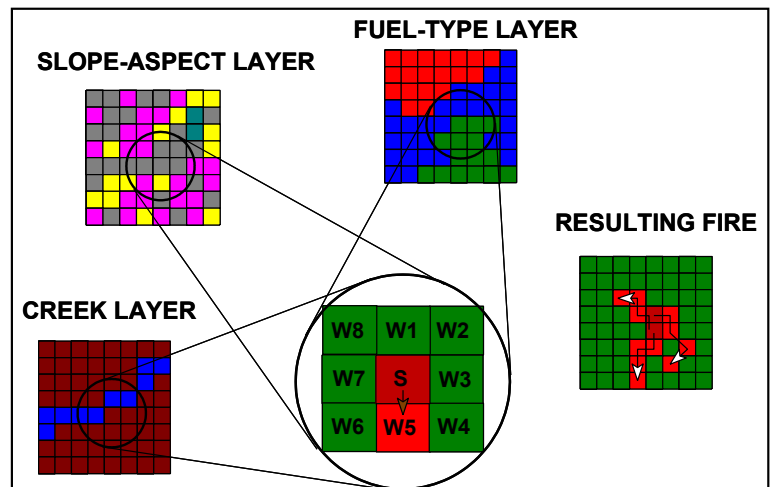 FUEL-TYPE LAYER
SLOPE-ASPECT LAYER
RESULTING FIRE
CREEK LAYER
W8 W1 W2
W7 S W3
W6 W5 W4